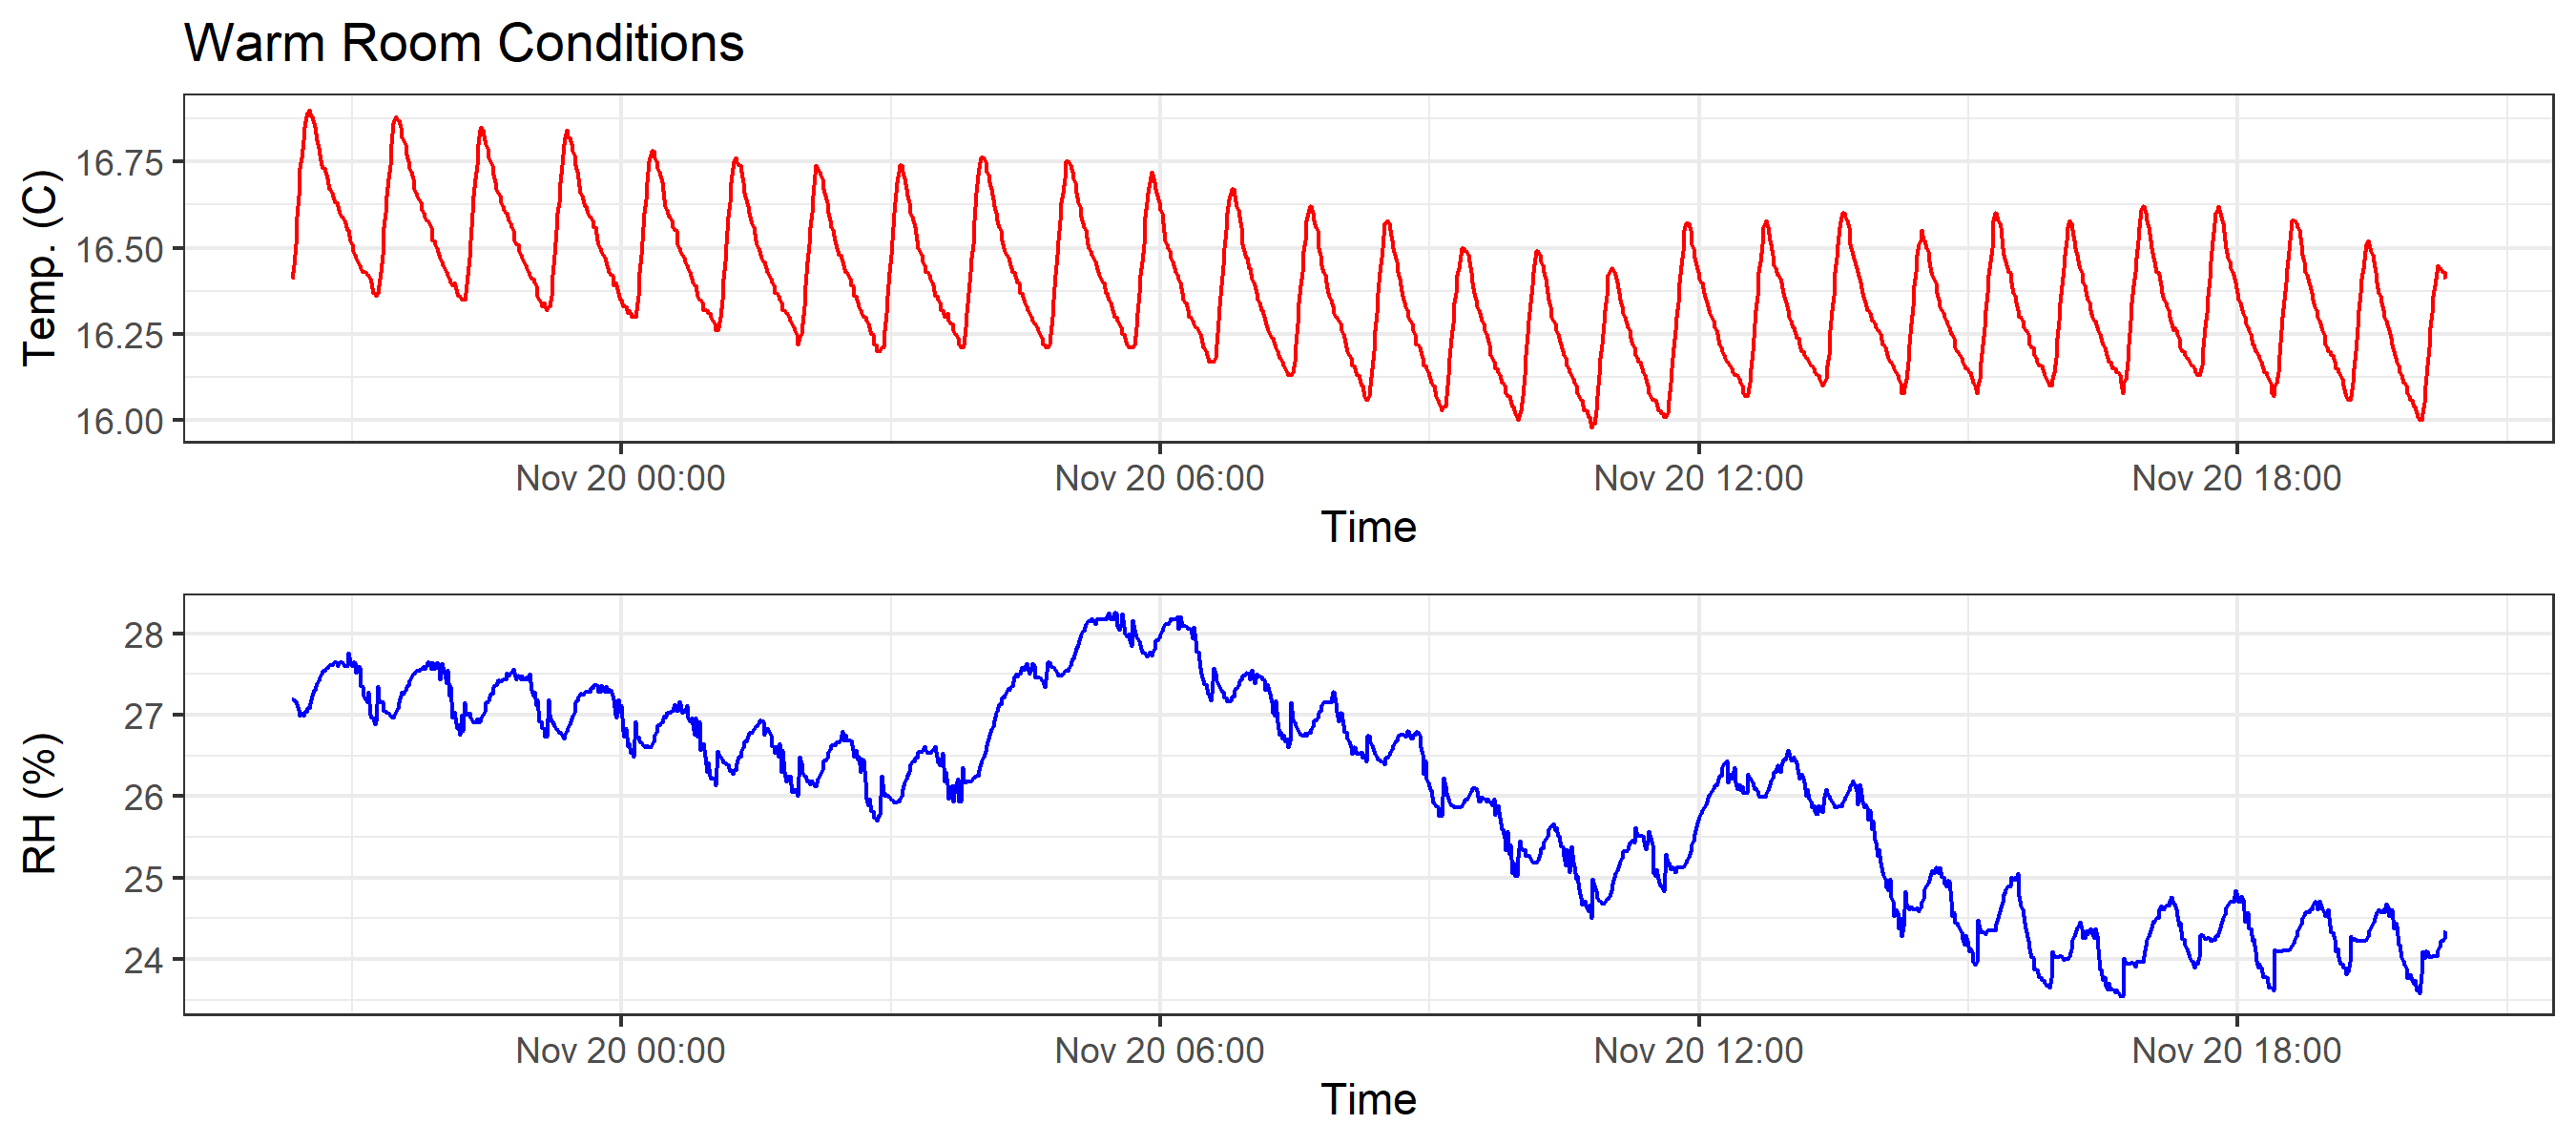 Warm Room Conditions
Temp. (C)
16.75
16.50
16.25
16.00
Nov 20 00:00 Nov 20 06:00 Nov 20 12:00 Nov 20 18:00
Time
RH (%)
28
27
26
25
24
Nov 20 00:00 Nov 20 06:00 Nov 20 12:00 Nov 20 18:00
Time